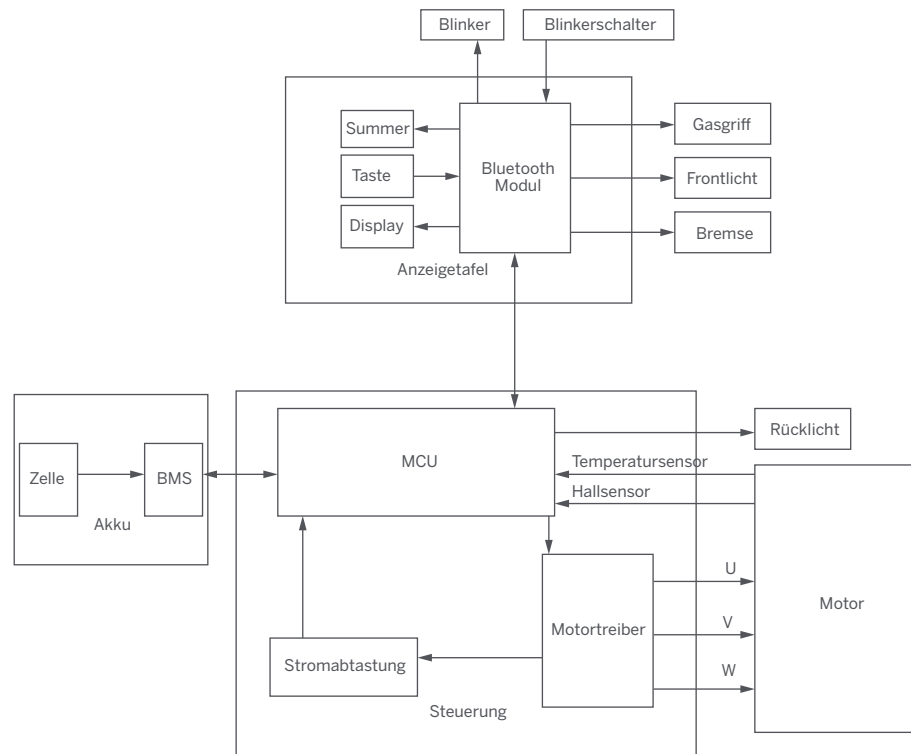 Blinker
Blinkerschalter
Summer
Gasgriff
Taste
Bluetooth
Modul
Frontlicht
Display
Bremse
Anzeigetafel
Rücklicht
MCU
Temperatursensor
Zelle
BMS
Hallsensor
Akku
U
Motor
V
Motortreiber
Stromabtastung
W
Steuerung